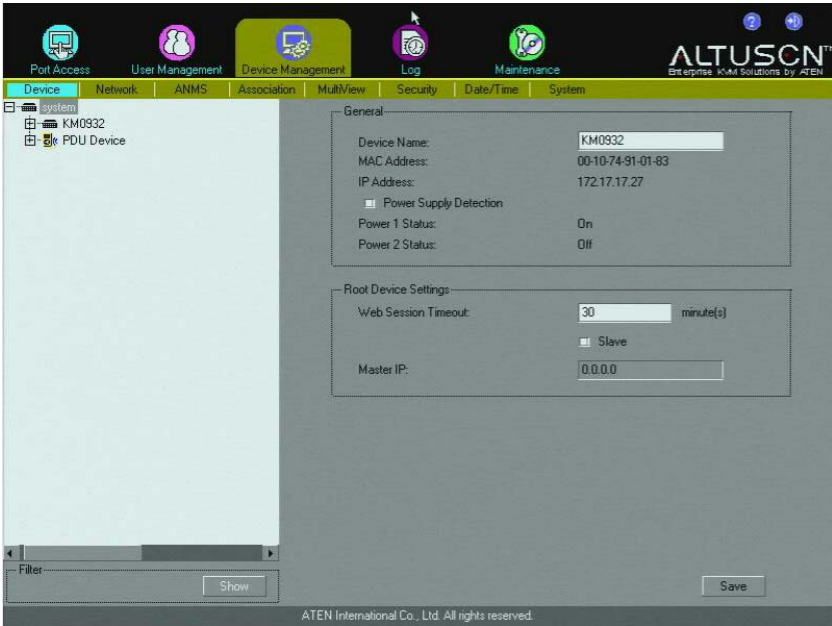 Port Access
User Management
Device Management
Log
Maintenance
ALTUSEN™
Enterprise KVM Solutions by ATEN
Device
Network
ANMS
Association
MultiView
Security
Date/Time
System
system
KM0932
PDU Device
General
Device Name: KM0932
MAC Address: 00-10-74-91-01-83
IP Address: 172.17.17.27
Power Supply Detection
Power 1 Status: On
Power 2 Status: Off
Root Device Settings
Web Session Timeout: 30 minute(s)
Slave
Master IP: 0.0.0.0
Filter
Show
Save
ATEN International Co., Ltd. All rights reserved.